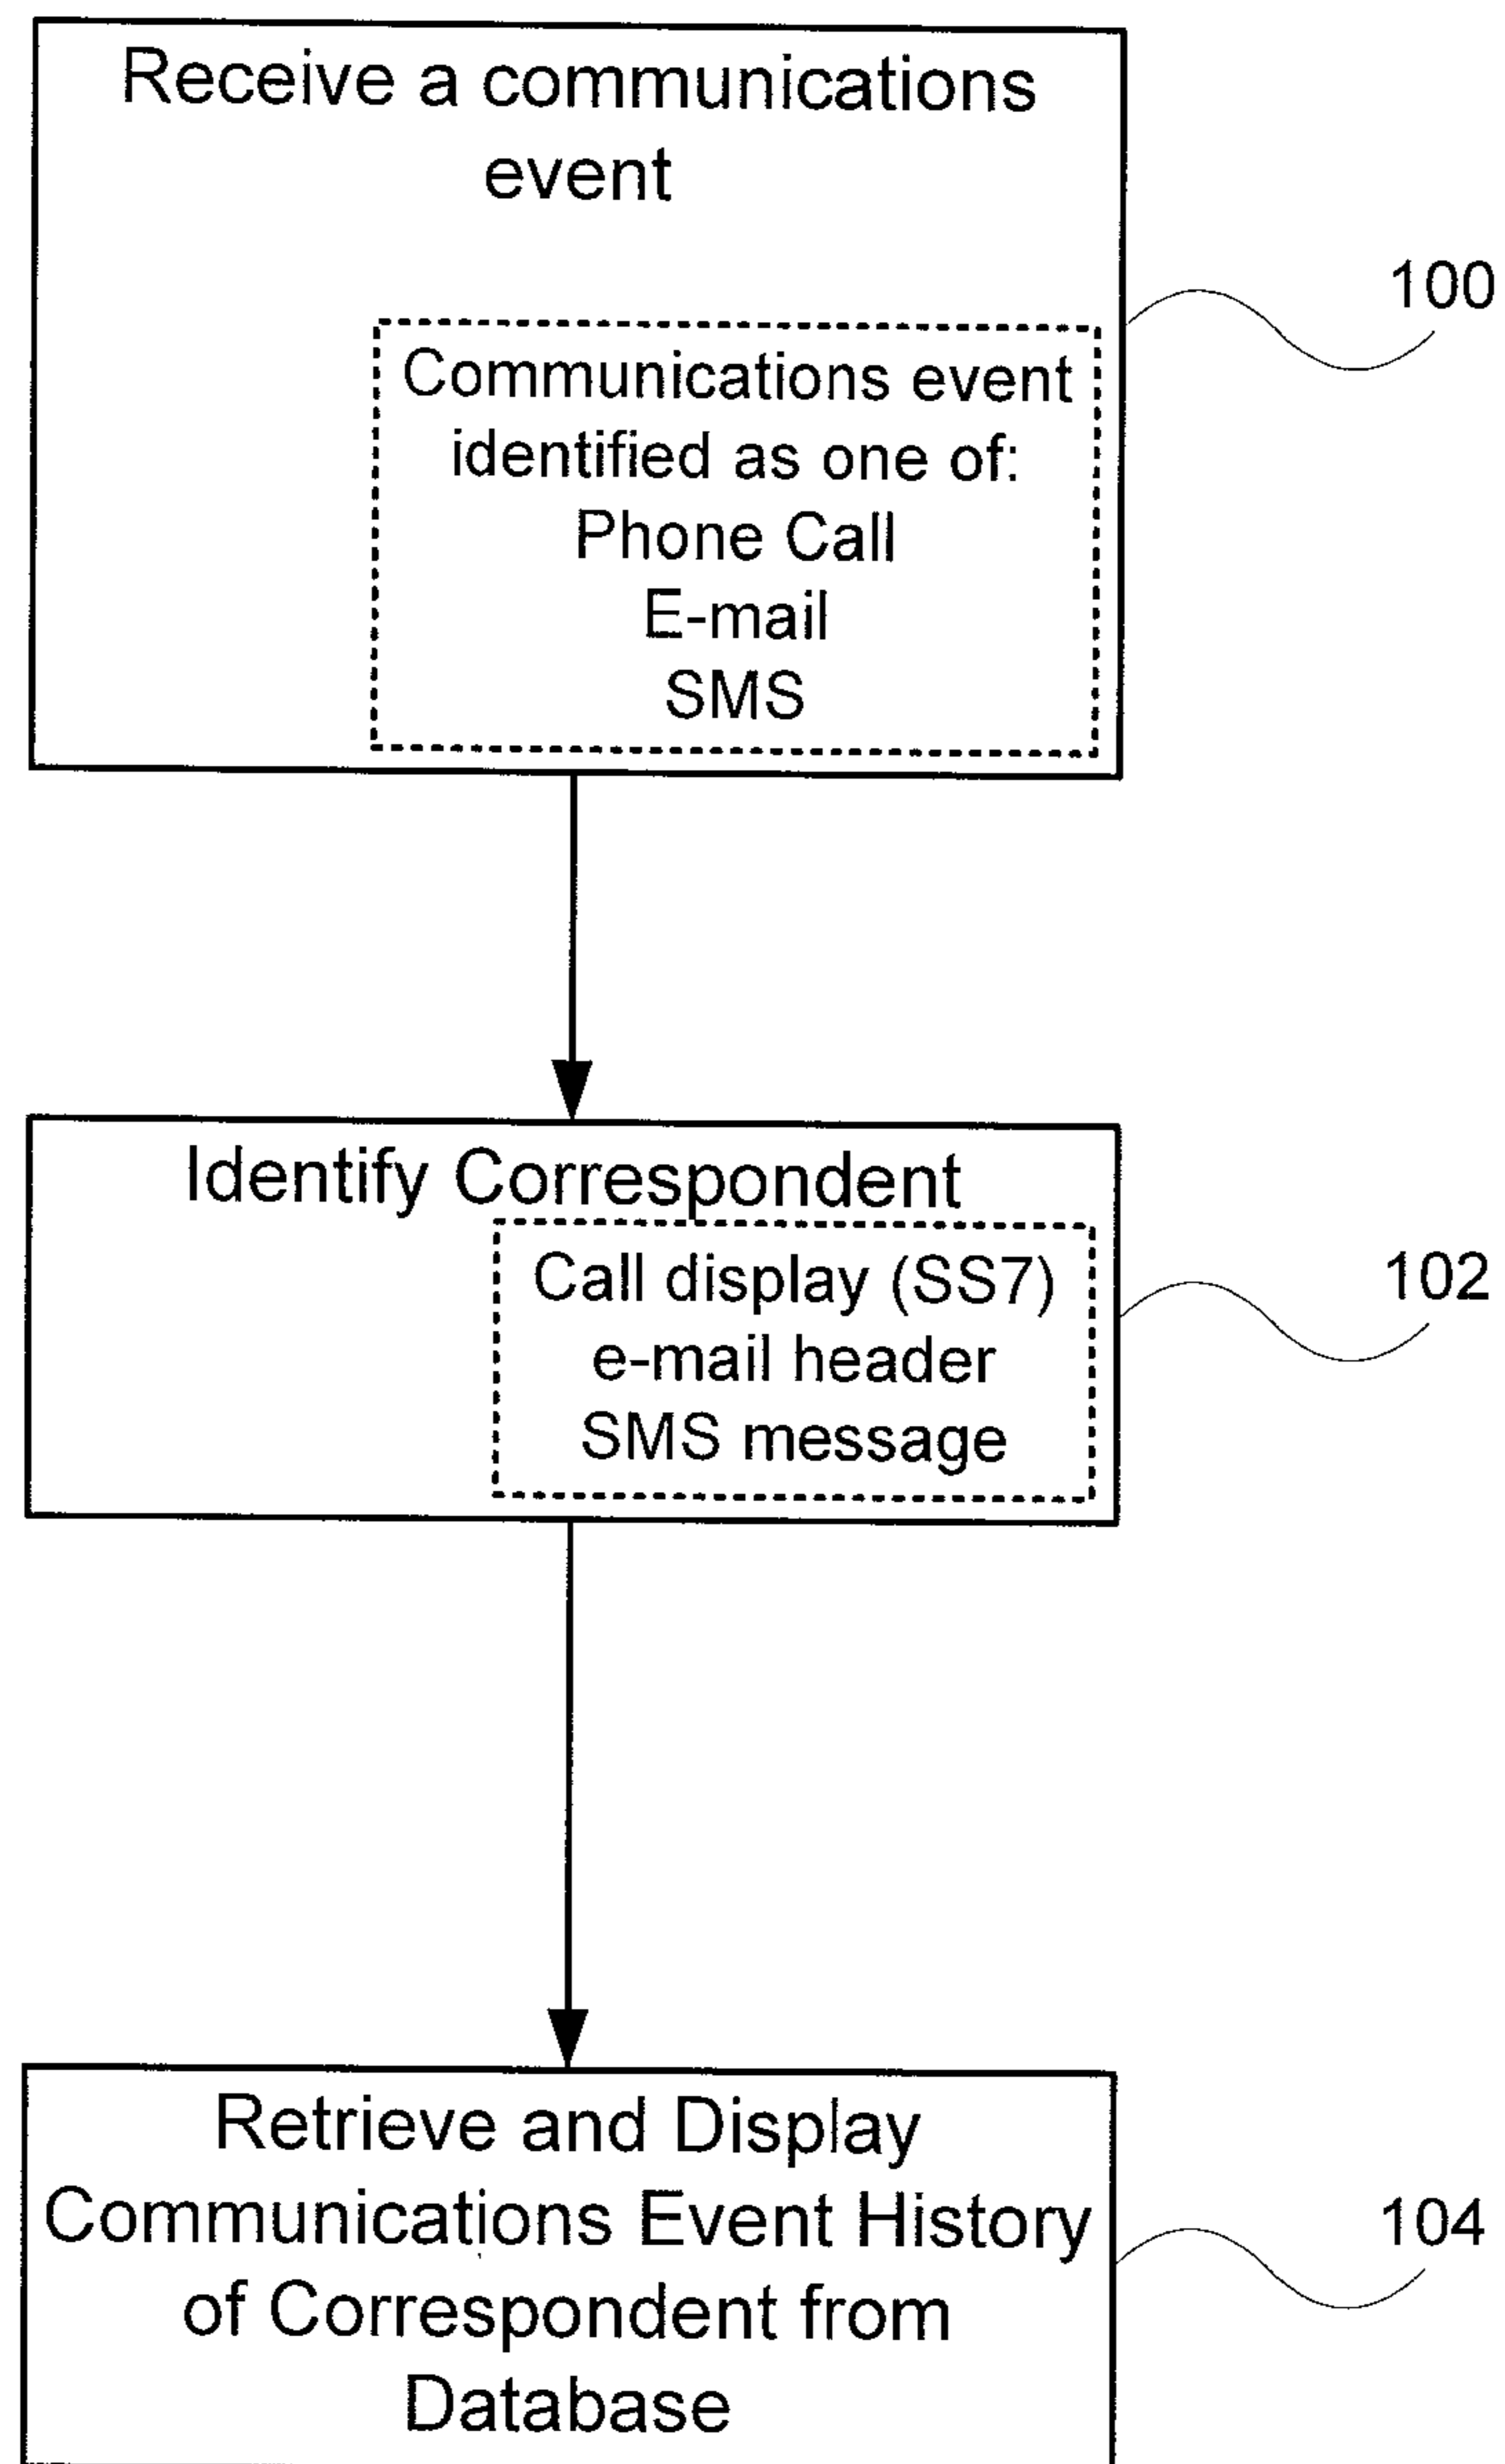 Receive a communications
event
100
Communications event
identified as one of:
Phone Call
E-mail
SMS
Identify Correspondent
Call display (SS7)
e-mail header
SMS message
102
Retrieve and Display
Communications Event History
of Correspondent from
Database
104